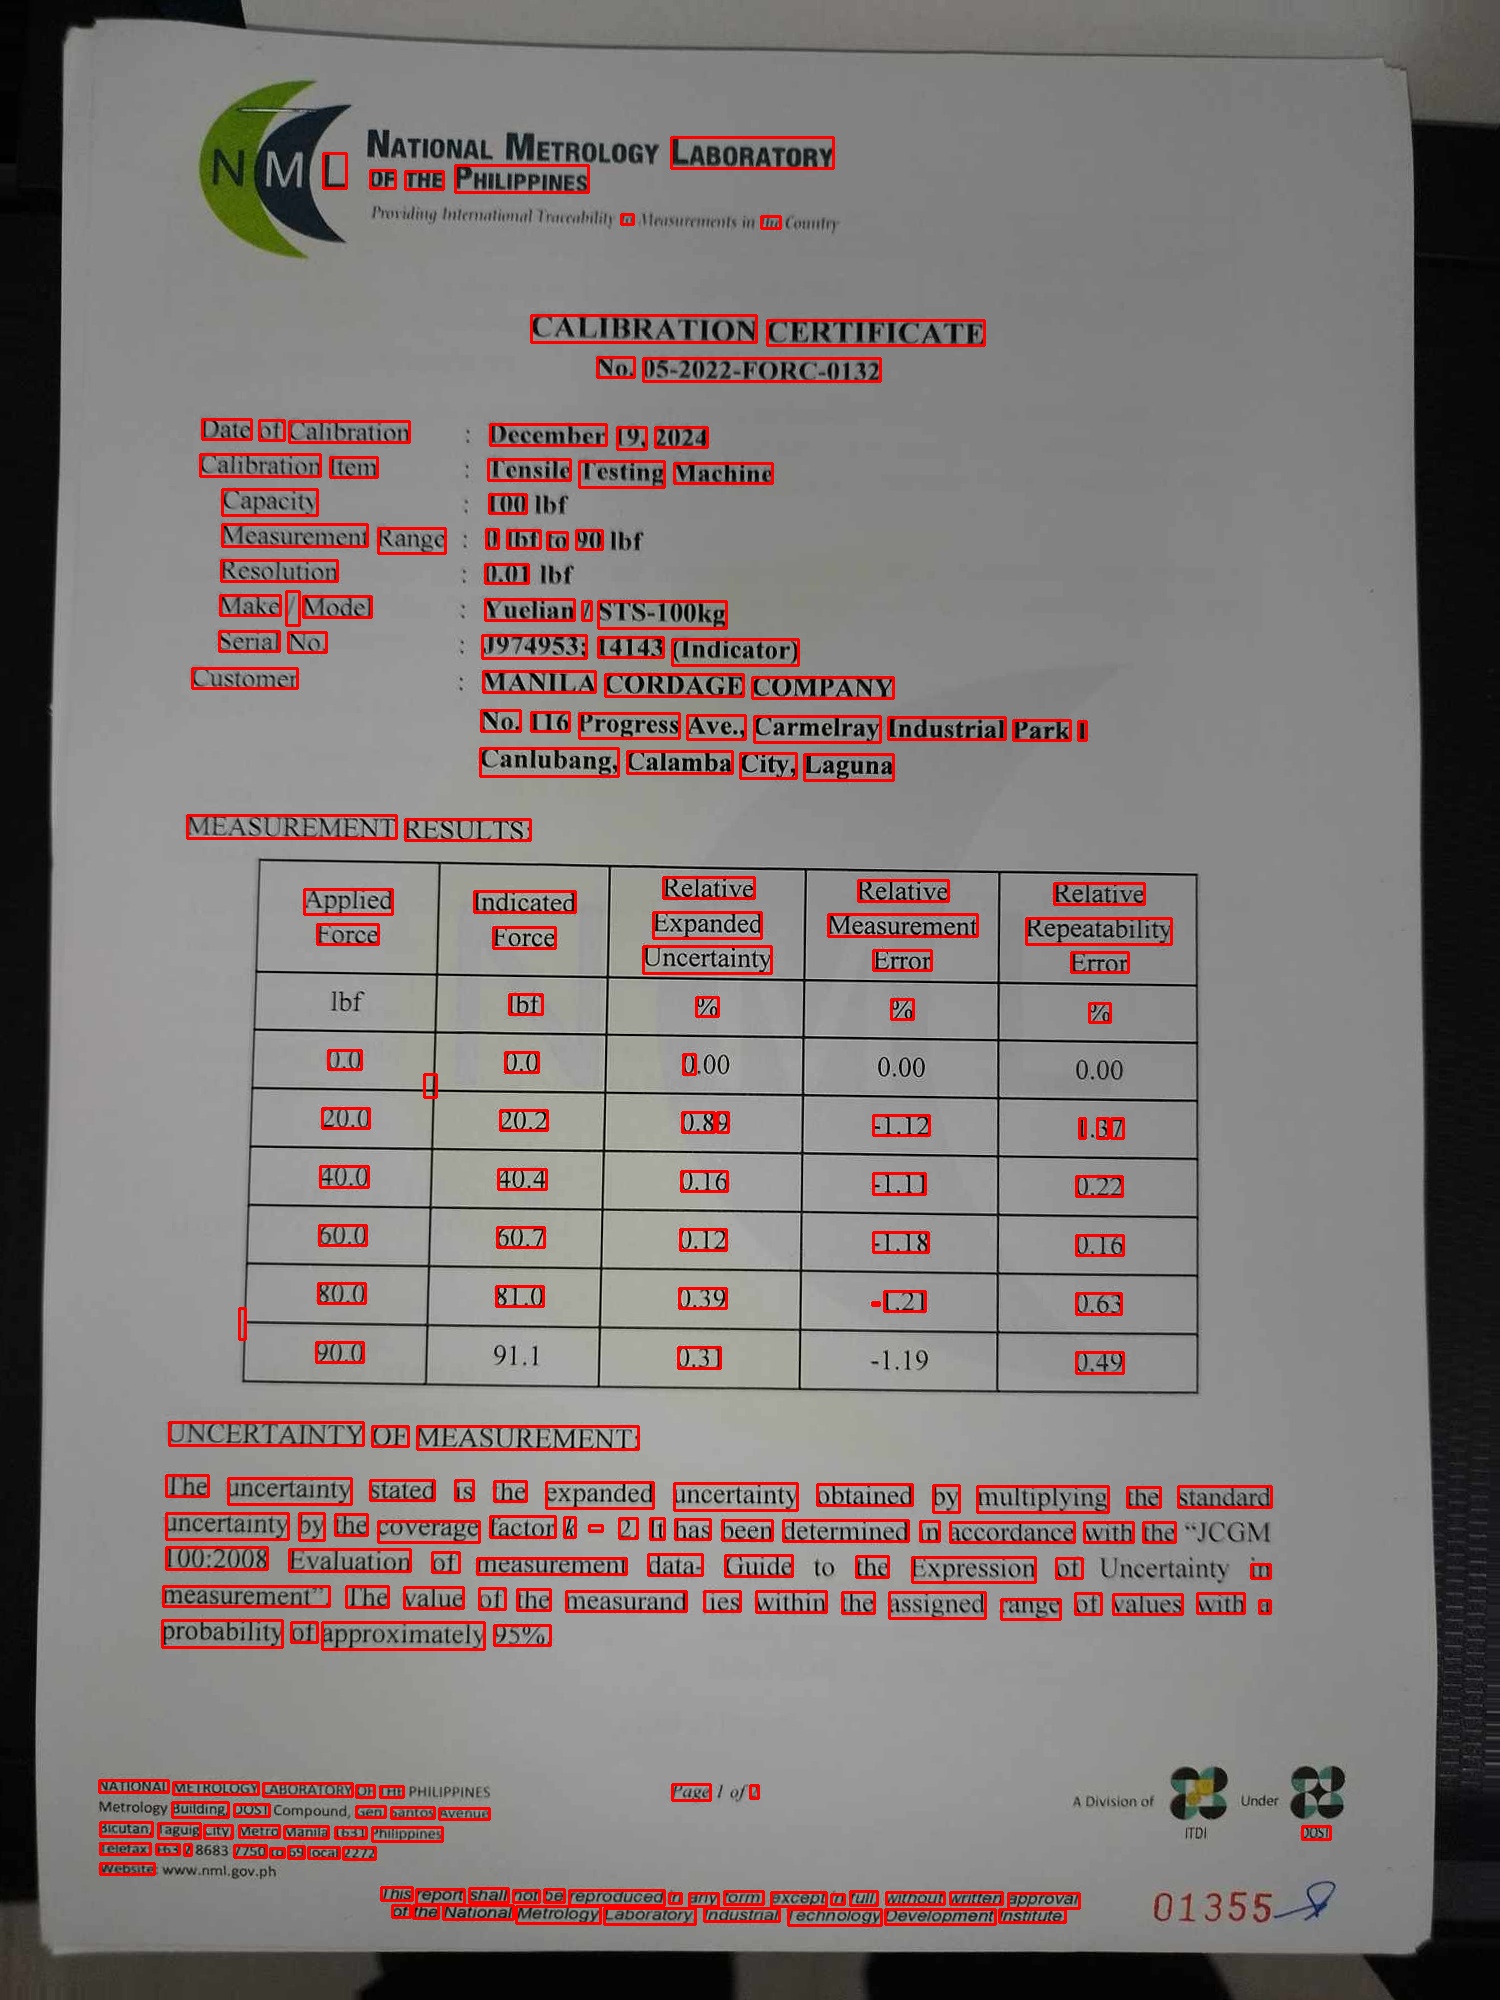 NML
NATIONAL METROLOGY LABORATORY
OF THE PHILIPPINES
Providing International Traceability Measurements in the Country
CALIBRATION CERTIFICATE
No. 05-2022-FORC-0132
Date of Calibration : December 19, 2024
Calibration Item : Tensile Testing Machine
Capacity : 100 lbf
Measurement Range : 0 lbf to 90 lbf
Resolution : 0.01 lbf
Make / Model : Yuelian / STS-100kg
Serial No. : J974953; 14143 (Indicator)
Customer : MANILA CORDAGE COMPANY
No. 116 Progress Ave., Carmelray Industrial Park 1
Canlubang, Calamba City, Laguna
MEASUREMENT RESULTS:
Applied Force Indicated Force Relative Expanded Uncertainty Relative Measurement Error Relative Repeatability Error
lbf lbf % % %
0.0 0.0 0.00 0.00 0.00
20.0 20.2 0.89 -1.12 1.37
40.0 40.4 0.16 -1.11 0.22
60.0 60.7 0.12 -1.18 0.16
80.0 81.0 0.39 -1.21 0.63
90.0 91.1 0.31 -1.19 0.49
UNCERTAINTY OF MEASUREMENT:
The uncertainty stated is the expanded uncertainty obtained by multiplying the standard
uncertainty by the coverage factor k = 2. It has been determined in accordance with the “JCGM
100:2008 Evaluation of measurement data- Guide to the Expression of Uncertainty in
measurement”. The value of the measurand lies within the assigned range of values with a
probability of approximately 95%.
NATIONAL METROLOGY LABORATORY OF THE PHILIPPINES
Metrology Building, DOST Compound, Gen. Santos Avenue
Bicutan, Taguig City, Metro Manila 1631 Philippines
Telefax: +63 2 8683 7750 to 69 local 2272
Website: www.nml.gov.ph
Page 1 of
A Division of
ITDI
Under
DOST
This report shall not be reproduced in any form except in full, without written approval
of the National Metrology Laboratory, Industrial Technology Development Institute
01355